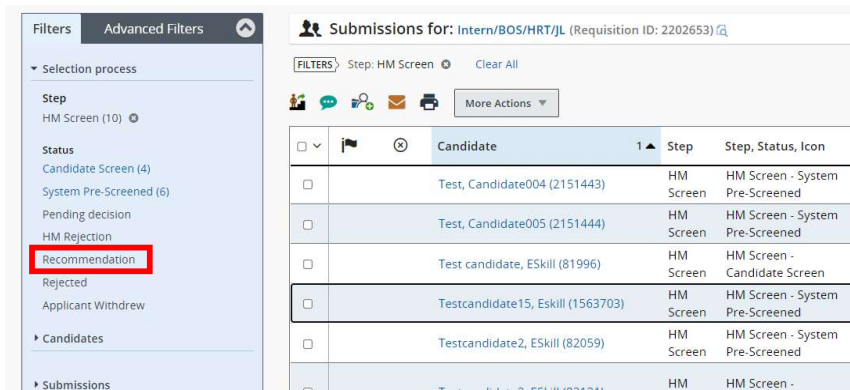 Filters
Advanced Filters
Submissions for: Intern/BOS/HRT/JL (Requisition ID: 2202653)
Selection process
Step
HM Screen (10)
Status
Candidate Screen (4)
System Pre-Screened (6)
Pending decision
HM Rejection
Recommendation
Rejected
Applicant Withdrew
Candidates
Submissions
FILTERS Step: HM Screen Clear All
More Actions
Candidate 1 Step Step, Status, Icon
Test, Candidate004 (2151443) HM Screen HM Screen - System Pre-Screened
Test, Candidate005 (2151444) HM Screen HM Screen - System Pre-Screened
Test candidate, ESkill (81996) HM Screen HM Screen - Candidate Screen
Testcandidate15, Eskill (1563703) HM Screen HM Screen - System Pre-Screened
Testcandidate2, ESkill (82059) HM Screen HM Screen - System Pre-Screened
HM HM Screen -